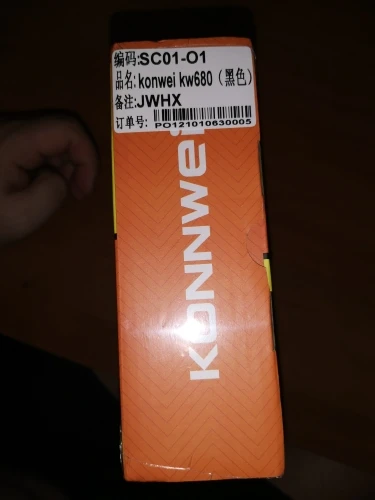 编码:SC01-O1
品名:konwei kw680（黑色）
备注:JWHX
订单号:
PO121010630005
KONNWEI